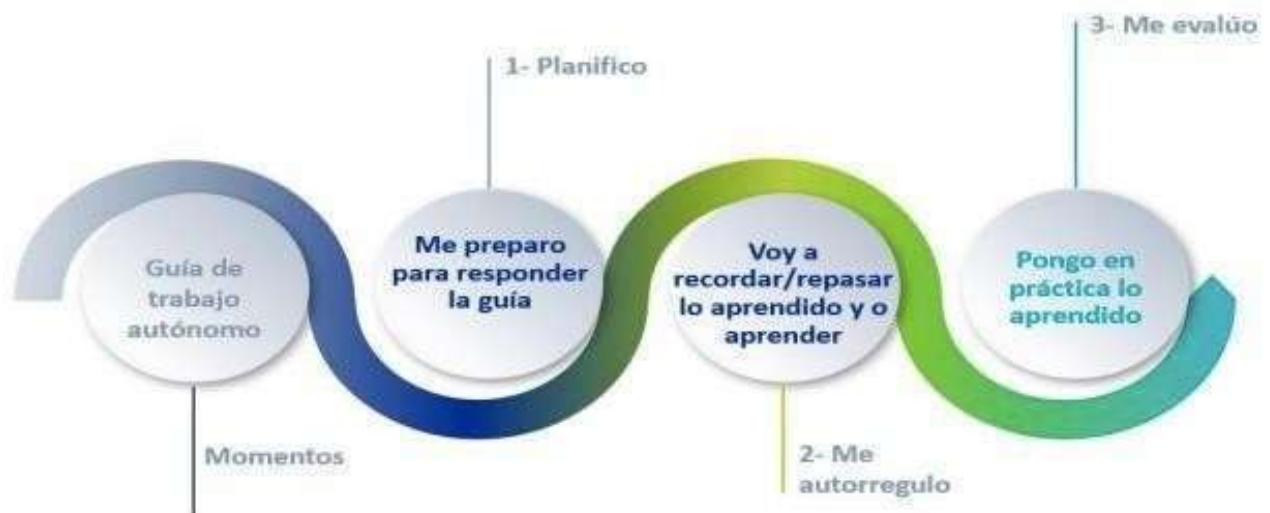 3- Me evalúo
1- Planifico
Guía de
trabajo
autónomo
Me preparo
para responder
la guía
Voy a
recordar/repasar
lo aprendido y o
aprender
Pongo en
práctica lo
aprendido
Momentos
2- Me
autorregulo